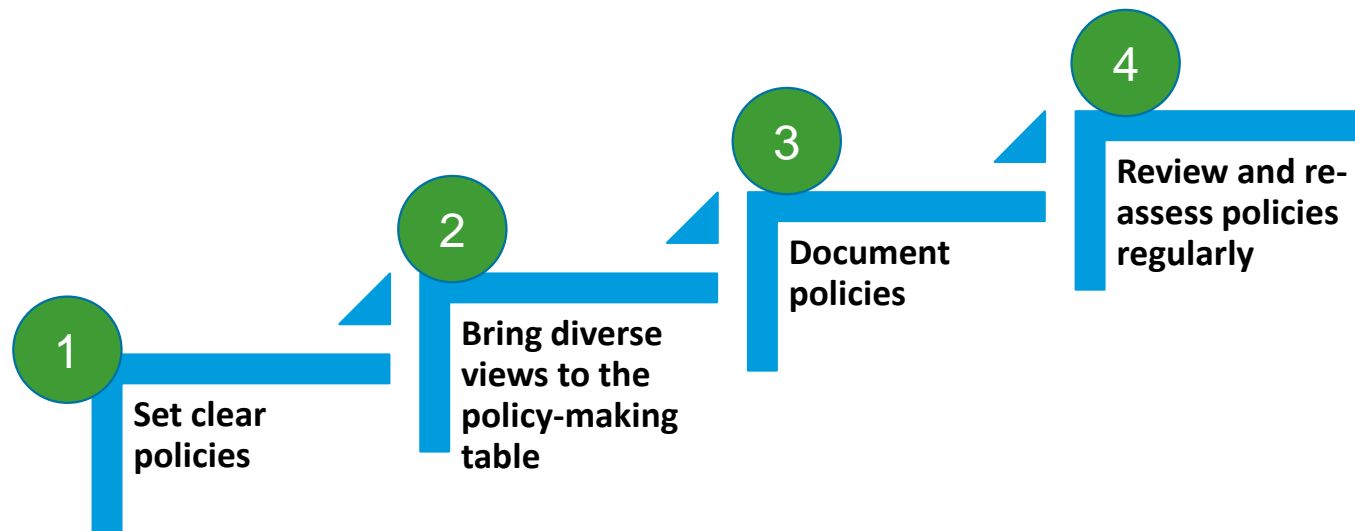 1
Set clear
policies
2
Bring diverse
views to the
policy-making
table
3
Document
policies
4
Review and re-
assess policies
regularly